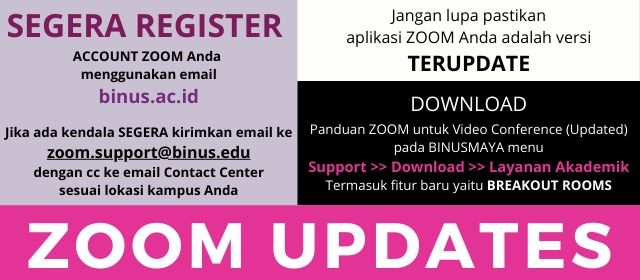 SEGERA REGISTER
ACCOUNT ZOOM Anda
menggunakan email
binus.ac.id
Jika ada kendala SEGERA kirimkan email ke
zoom.support@binus.edu
dengan cc ke email Contact Center
sesuai lokasi kampus Anda
Jangan lupa pastikan
aplikasi ZOOM Anda adalah versi
TERUPDATE
DOWNLOAD
Panduan ZOOM untuk Video Conference (Updated)
pada BINUSMAYA menu
Support >> Download >> Layanan Akademik
Termasuk fitur baru yaitu BREAKOUT ROOMS
ZOOM UPDATES